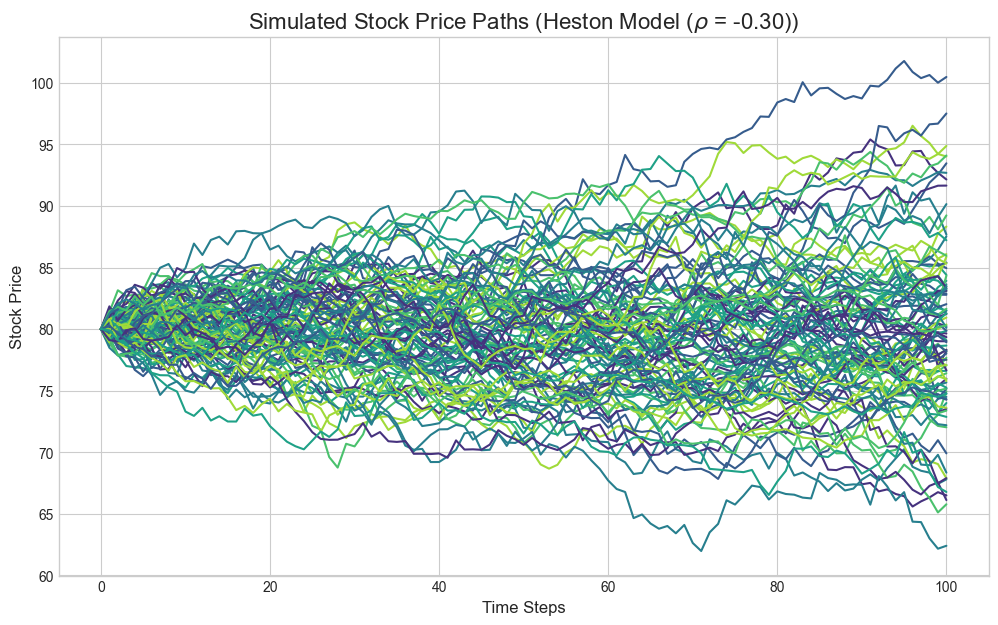 Simulated Stock Price Paths (Heston Model (ρ = -0.30))
100
95
90
85
80
75
70
65
60
Stock Price
0 20 40 60 80 100
Time Steps